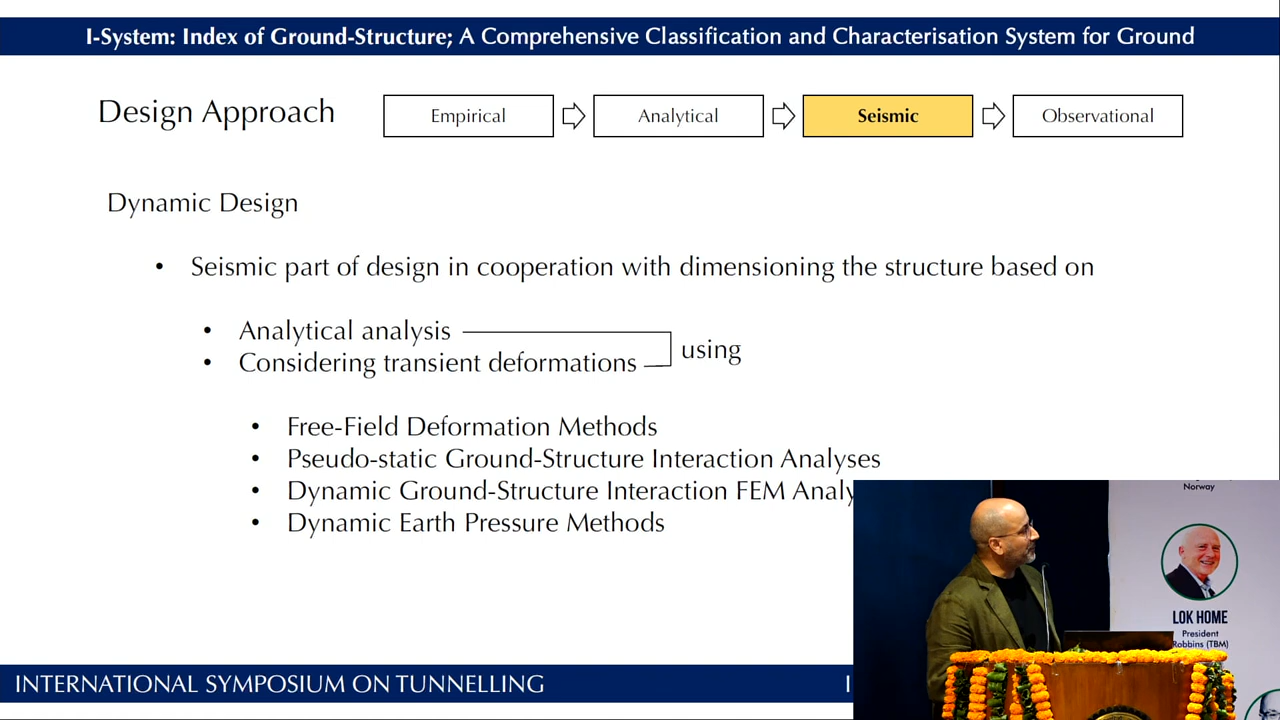 I-System: Index of Ground-Structure; A Comprehensive Classification and Characterisation System for Ground
Design Approach
Empirical
Analytical
Seismic
Observational
Dynamic Design
• Seismic part of design in cooperation with dimensioning the structure based on
• Analytical analysis
• Considering transient deformations
using
• Free-Field Deformation Methods
• Pseudo-static Ground-Structure Interaction Analyses
• Dynamic Ground-Structure Interaction FEM Analy
• Dynamic Earth Pressure Methods
Norway
LOK HOME
President
Robbins (TBM)
INTERNATIONAL SYMPOSIUM ON TUNNELLING
I